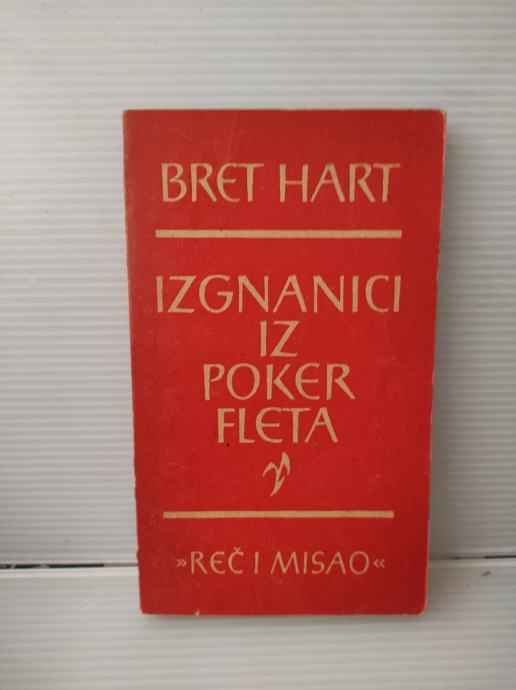 BRET HART
IZGNANICI
IZ
POKER
FLETA
»REČ I MISAO«